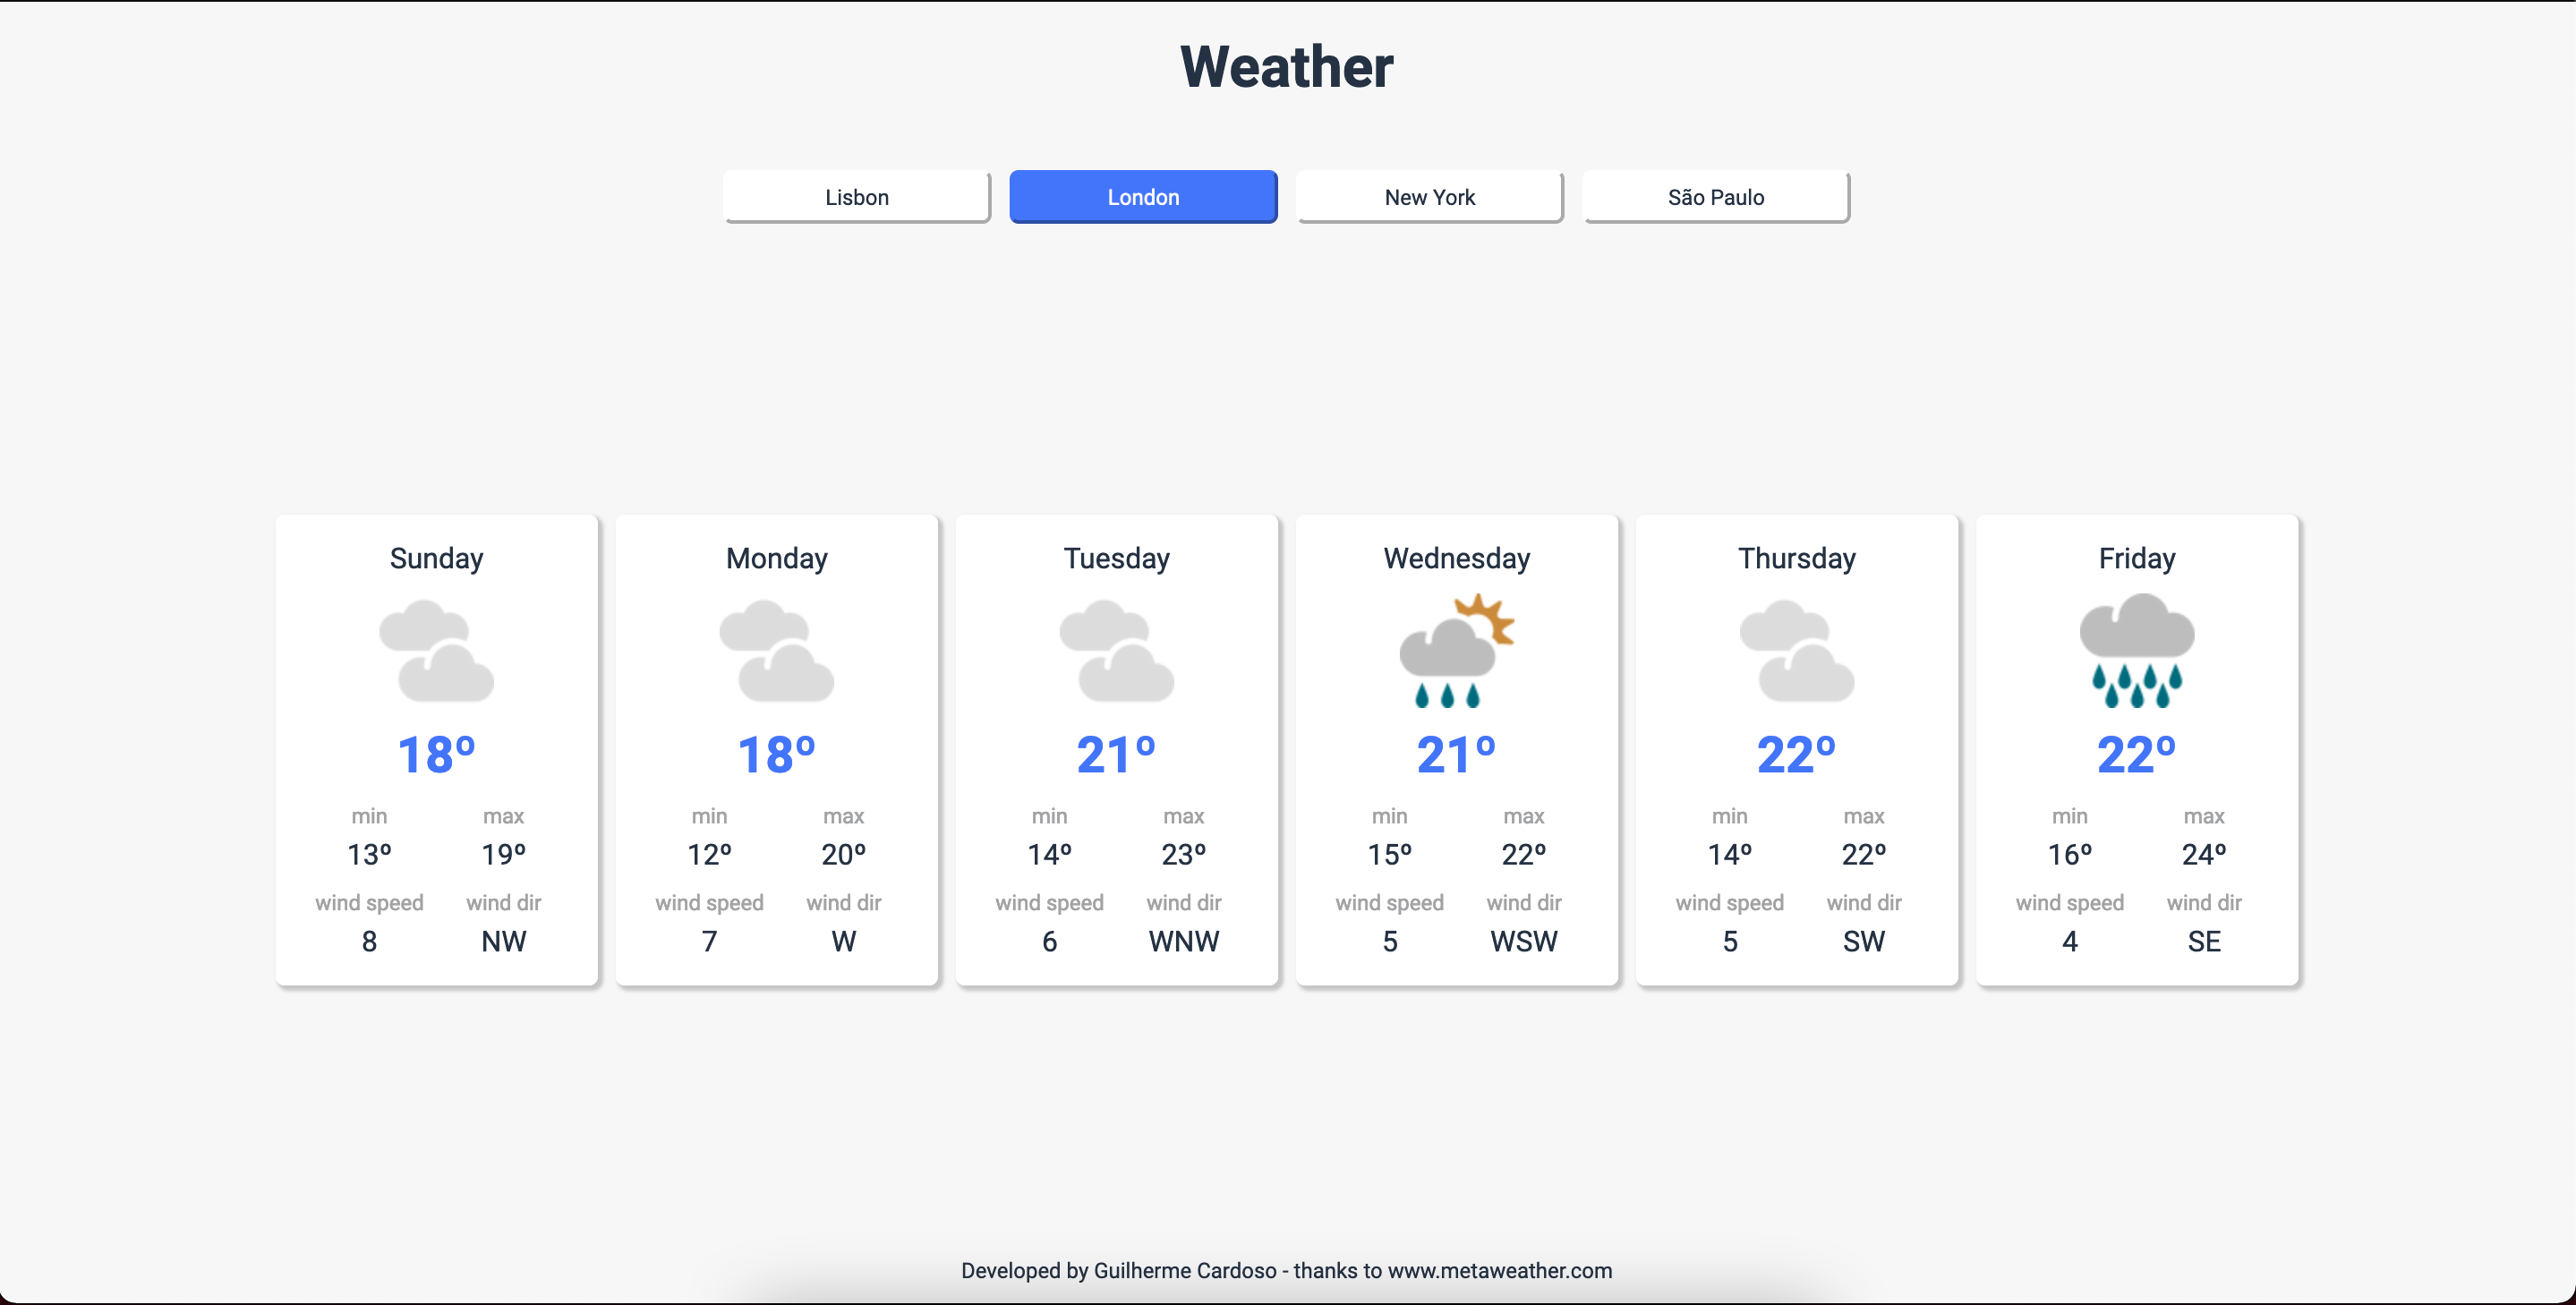 Weather
Lisbon London New York São Paulo
Sunday Monday Tuesday Wednesday Thursday Friday
18º 18º 21º 21º 22º 22º
min max min max min max min max min max min max
13º 19º 12º 20º 14º 23º 15º 22º 14º 22º 16º 24º
wind speed wind dir wind speed wind dir wind speed wind dir wind speed wind dir wind speed wind dir wind speed wind dir
8 NW 7 W 6 WNW 5 WSW 5 SW 4 SE
Developed by Guilherme Cardoso - thanks to www.metaweather.com